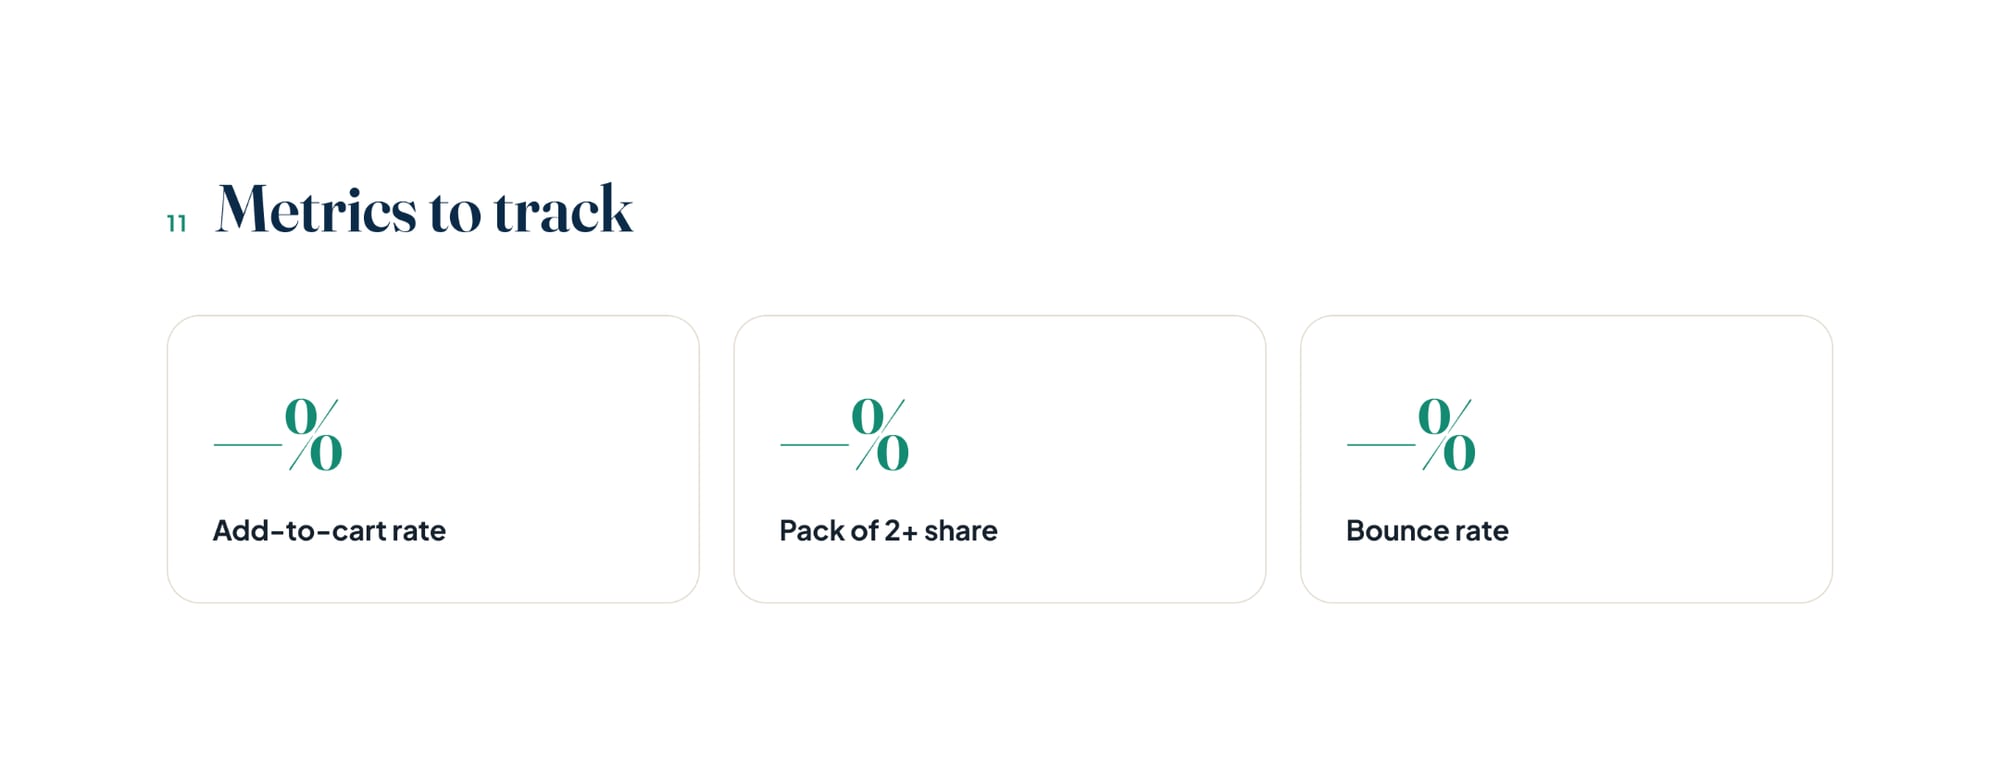 11 Metrics to track
—%
Add-to-cart rate
—%
Pack of 2+ share
—%
Bounce rate